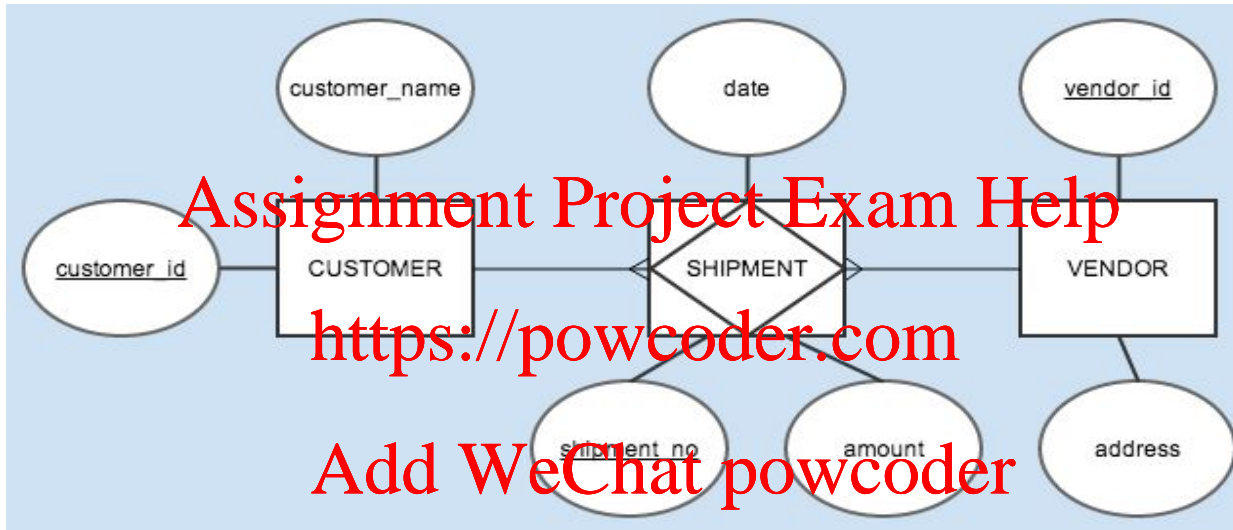 customer_name
date
vendor_id
Assignment Project Exam Help
customer_id
CUSTOMER
SHIPMENT
VENDOR
https://powcoder.com
shipment_no
amount
address
Add WeChat powcoder